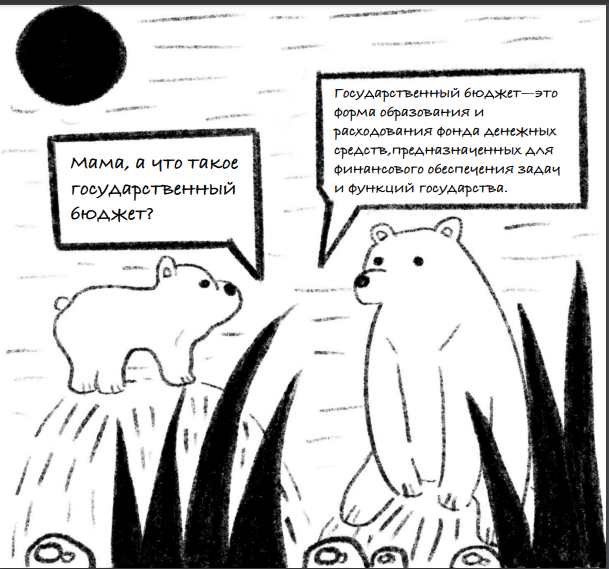 Мама, а что такое
государственный
бюджет?
Государственный бюджет—это
форма образования и
расходования фонда денежных
средств,предназначенных для
финансового обеспечения задач
и функций государства.